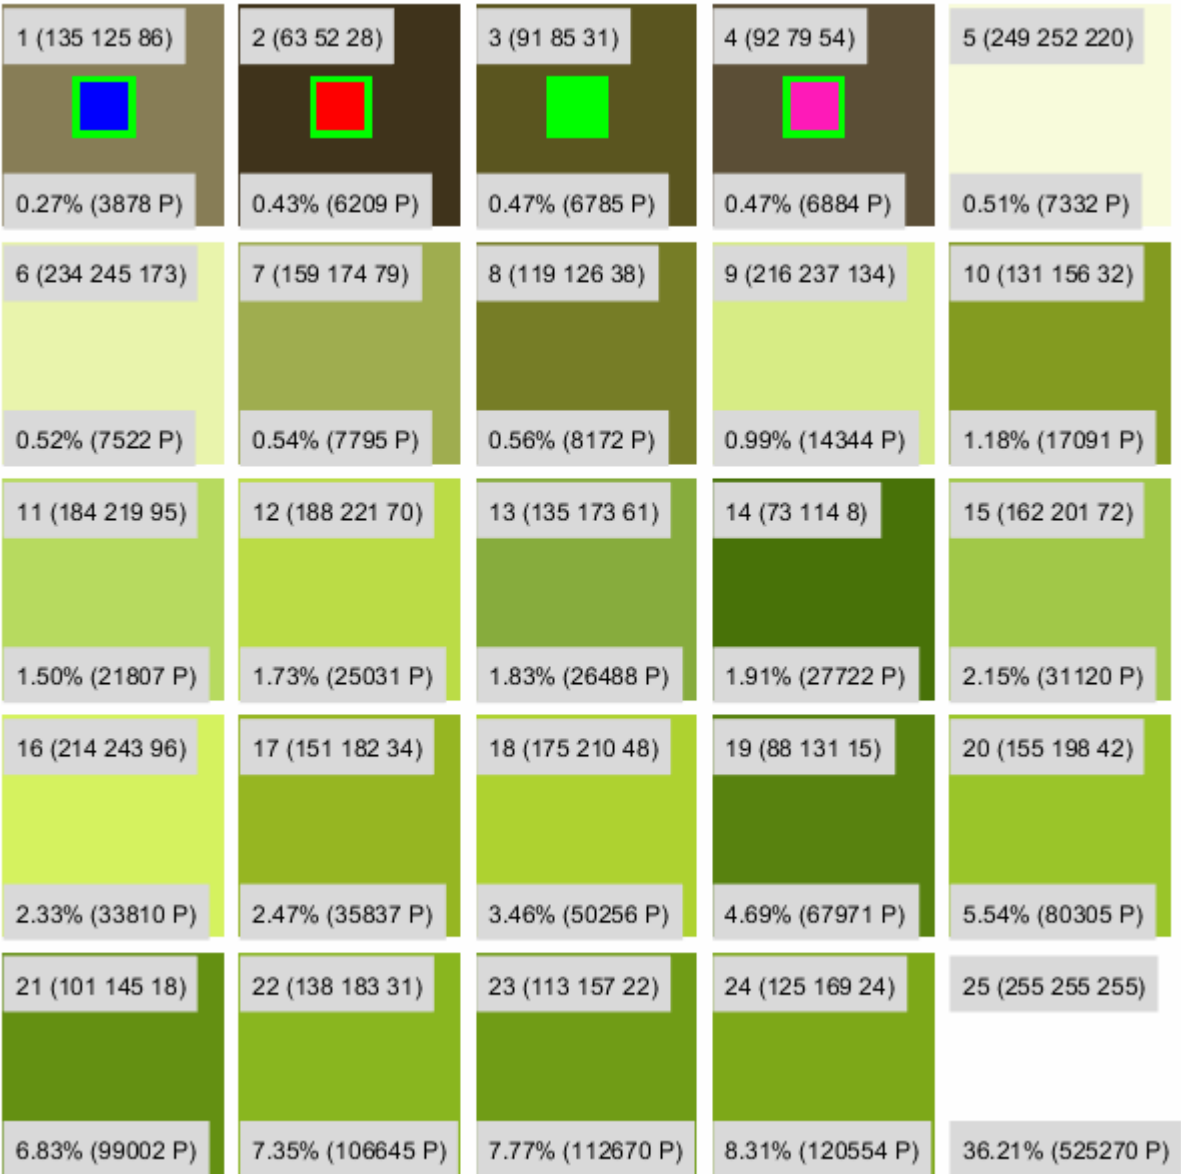 1 (135 125 86)
2 (63 52 28)
3 (91 85 31)
4 (92 79 54)
5 (249 252 220)
0.27% (3878 P)
0.43% (6209 P)
0.47% (6785 P)
0.47% (6884 P)
0.51% (7332 P)
6 (234 245 173)
7 (159 174 79)
8 (119 126 38)
9 (216 237 134)
10 (131 156 32)
0.52% (7522 P)
0.54% (7795 P)
0.56% (8172 P)
0.99% (14344 P)
1.18% (17091 P)
11 (184 219 95)
12 (188 221 70)
13 (135 173 61)
14 (73 114 8)
15 (162 201 72)
1.50% (21807 P)
1.73% (25031 P)
1.83% (26488 P)
1.91% (27722 P)
2.15% (31120 P)
16 (214 243 96)
17 (151 182 34)
18 (175 210 48)
19 (88 131 15)
20 (155 198 42)
2.33% (33810 P)
2.47% (35837 P)
3.46% (50256 P)
4.69% (67971 P)
5.54% (80305 P)
21 (101 145 18)
22 (138 183 31)
23 (113 157 22)
24 (125 169 24)
25 (255 255 255)
6.83% (99002 P)
7.35% (106645 P)
7.77% (112670 P)
8.31% (120554 P)
36.21% (525270 P)